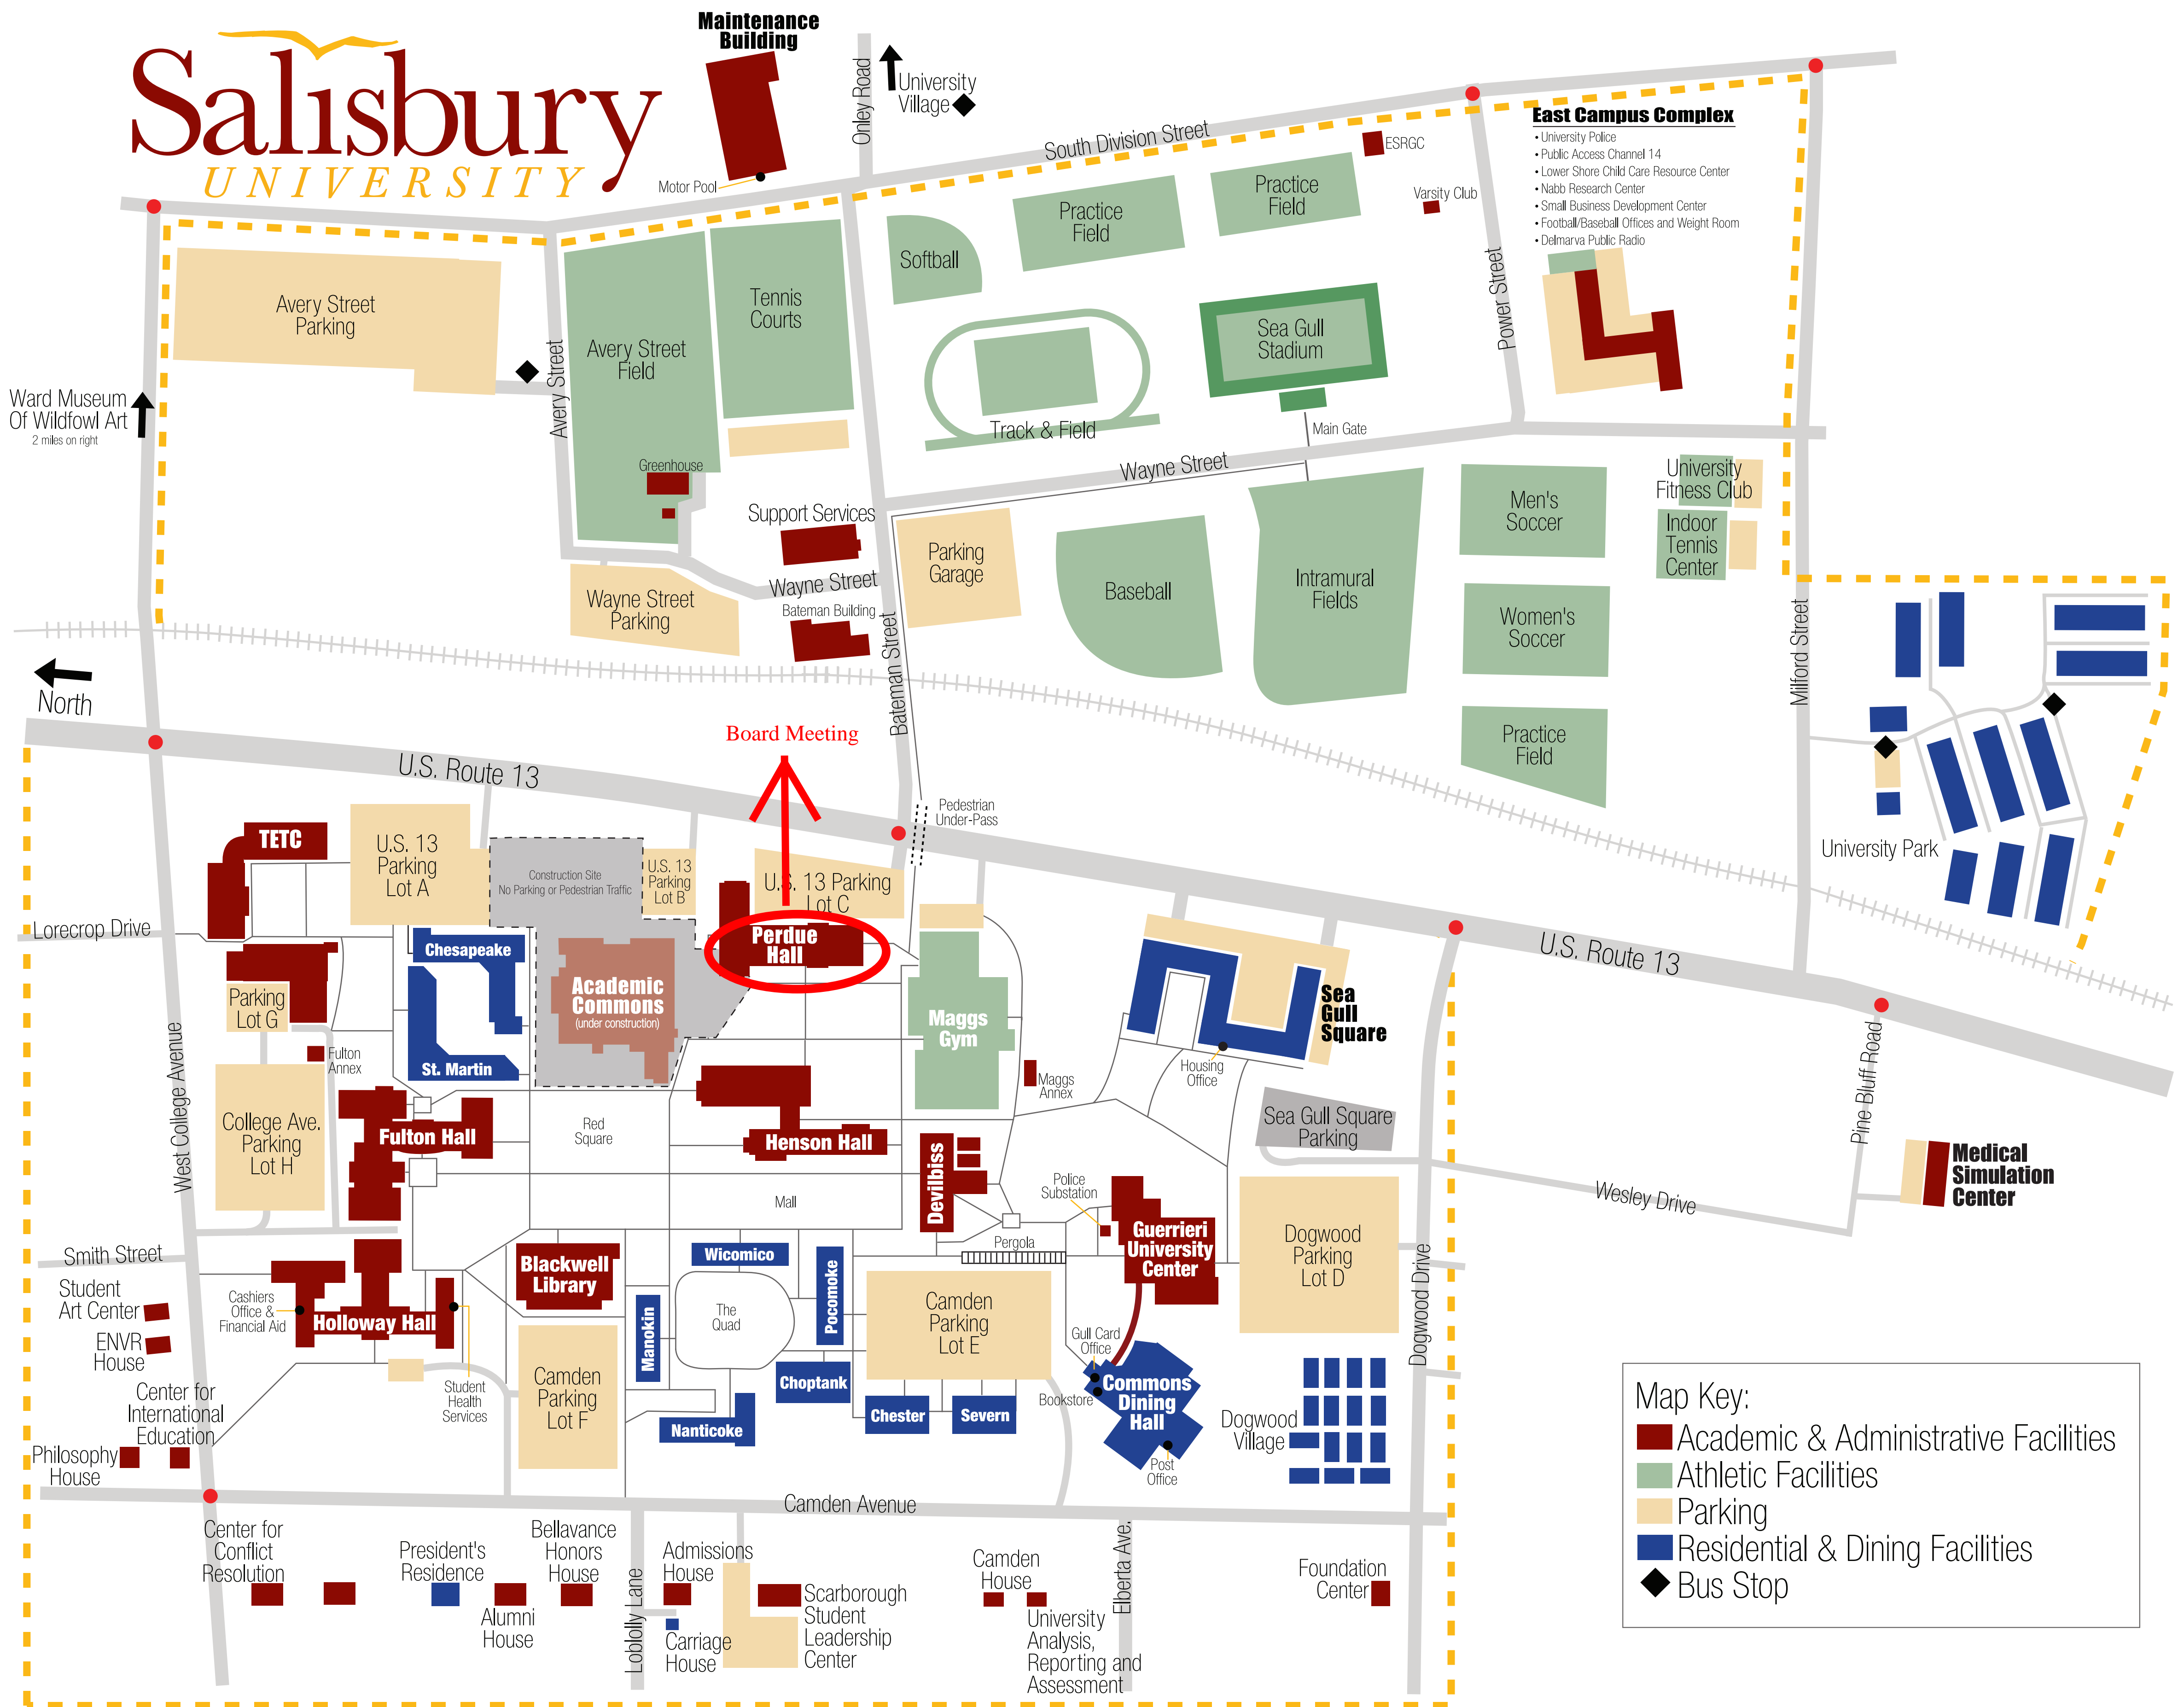 Salisbury
UNIVERSITY
Maintenance
Building
Motor Pool
Onley Road
University
Village
South Division Street
ESRGC
Varsity Club
East Campus Complex
• University Police
• Public Access Channel 14
• Lower Shore Child Care Resource Center
• Nabb Research Center
• Small Business Development Center
• Football/Baseball Offices and Weight Room
• Delmarva Public Radio
Practice
Field
Practice
Field
Softball
Tennis
Courts
Avery Street
Parking
Avery Street
Avery Street
Field
Sea Gull
Stadium
Power Street
Ward Museum
Of Wildfowl Art
2 miles on right
Track & Field
Main Gate
Greenhouse
Wayne Street
University
Fitness Club
Men's
Soccer
Support Services
Parking
Garage
Indoor
Tennis
Center
Baseball
Intramural
Fields
Wayne Street
Wayne Street
Parking
Bateman Building
Bateman Street
Women's
Soccer
Milford Street
North
Practice
Field
Board Meeting
U.S. Route 13
Pedestrian
Under-Pass
University Park
TETC
U.S. 13
Parking
Lot A
Construction Site
No Parking or Pedestrian Traffic
U.S. 13
Parking
Lot B
U.S. 13 Parking
Lot C
Lorecrop Drive
Chesapeake
Perdue
Hall
U.S. Route 13
Parking
Lot G
Academic
Commons
(under construction)
Maggs
Gym
Sea
Gull
Square
Fulton
Annex
St. Martin
Housing
Office
Maggs
Annex
Pine Bluff Road
West College Avenue
College Ave.
Parking
Lot H
Fulton Hall
Red
Square
Henson Hall
Sea Gull Square
Parking
Devilbiss
Medical
Simulation
Center
Police
Substation
Wesley Drive
Mall
Guerrieri
University
Center
Dogwood
Parking
Lot D
Pergola
Smith Street
Blackwell
Library
Wicomico
Pocomoke
Student
Art Center
Cashiers
Office &
Financial Aid
Holloway Hall
Manokin
The
Quad
Camden
Parking
Lot E
Dogwood Drive
ENVR
House
Gull Card
Office
Center for
International
Education
Student
Health
Services
Camden
Parking
Lot F
Choptank
Bookstore
Commons
Dining
Hall
Chester
Severn
Nanticoke
Dogwood
Village
Philosophy
House
Post
Office
Map Key:
Academic & Administrative Facilities
Athletic Facilities
Parking
Residential & Dining Facilities
Bus Stop
Camden Avenue
Center for
Conflict
Resolution
President's
Residence
Bellavance
Honors
House
Alumni
House
Loblolly Lane
Admissions
House
Carriage
House
Scarborough
Student
Leadership
Center
Camden
House
University
Analysis,
Reporting and
Assessment
Elberta Ave.
Foundation
Center